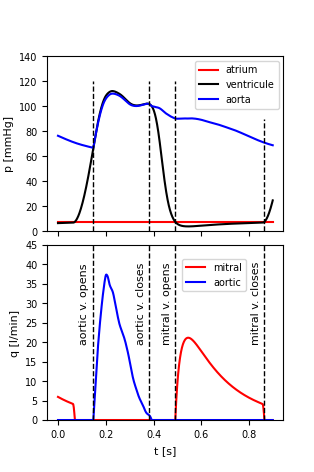 140
120
100
80
60
40
20
0
p [mmHg]
atrium
ventricule
aorta
45
40
35
30
25
20
15
10
5
0
q [l/min]
aortic v. opens
aortic v. closes
mitral v. opens
mitral v. closes
mitral
aortic
0.0 0.2 0.4 0.6 0.8
t [s]